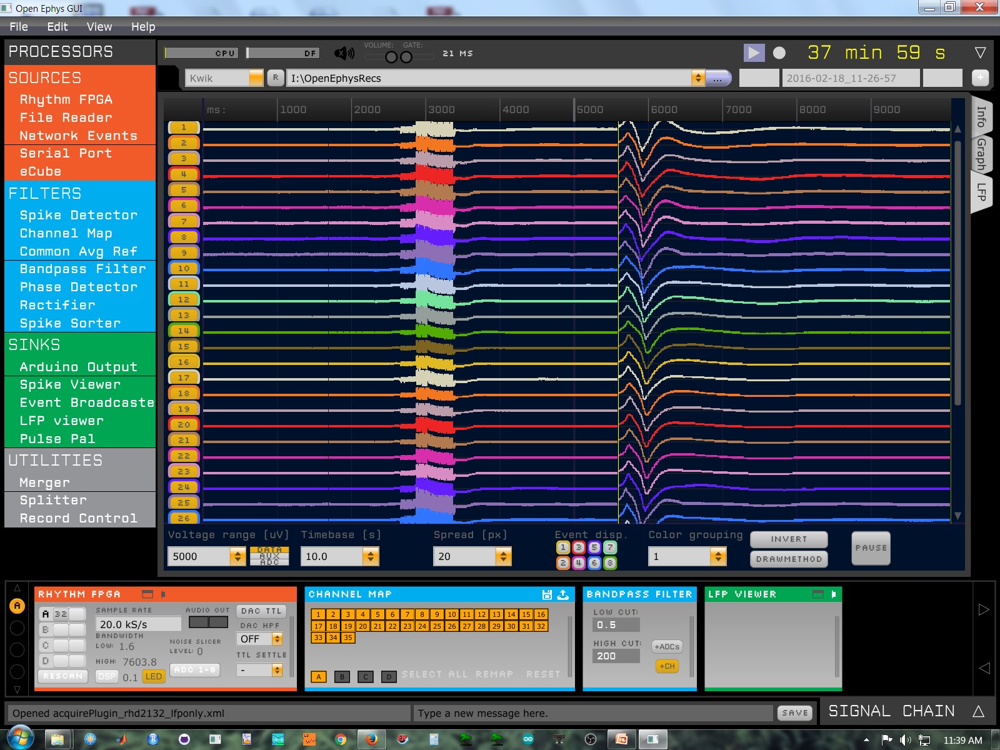 Open Ephys GUI
File Edit View Help
PROCESSORS
SOURCES
Rhythm FPGA
File Reader
Network Events
Serial Port
eCube
FILTERS
Spike Detector
Channel Map
Common Avg Ref
Bandpass Filter
Phase Detector
Rectifier
Spike Sorter
SINKS
Arduino Output
Spike Viewer
Event Broadcaste
LFP viewer
Pulse Pal
UTILITIES
Merger
Splitter
Record Control
CPU DF VOLUME: GATE: 21 MS 37 min 59 s
Kwik R I:\OpenEphysRecs ... 2016-02-18_11-26-57 +
ms: 1000 2000 3000 4000 5000 6000 7000 8000 9000
Info
Graph
LFP
1
2
3
4
5
6
7
8
9
10
11
12
13
14
15
16
17
18
19
20
21
22
23
24
25
26
Voltage range (uV) Timebase (s) Spread (px) Event disp. Color grouping
5000 DATA AUX ADC 10.0 20 1 3 5 7 2 4 6 8 1
INVERT
DRAWMETHOD
PAUSE
A
RHYTHM FPGA
A 32
B
C
D
RESCAN
SAMPLE RATE
20.0 kS/s
BANDWIDTH
LOW: 1.6
HIGH: 7603.8
DSP 0.1 LED
AUDIO OUT
NOISE SLICER
LEVEL: 0
ADC 1-8
DAC TTL
DAC HPF
OFF
TTL SETTLE
-
CHANNEL MAP
1 2 3 4 5 6 7 8 9 10 11 12 13 14 15 16
17 18 19 20 21 22 23 24 25 26 27 28 29 30 31 32
33 34 35
A B C D SELECT ALL REMAP RESET
BANDPASS FILTER
LOW CUT:
0.5
HIGH CUT:
200
+ADCs
+CH
LFP VIEWER
Opened acquirePlugin_rhd2132_lfponly.xml
Type a new message here.
SAVE
SIGNAL CHAIN
11:39 AM